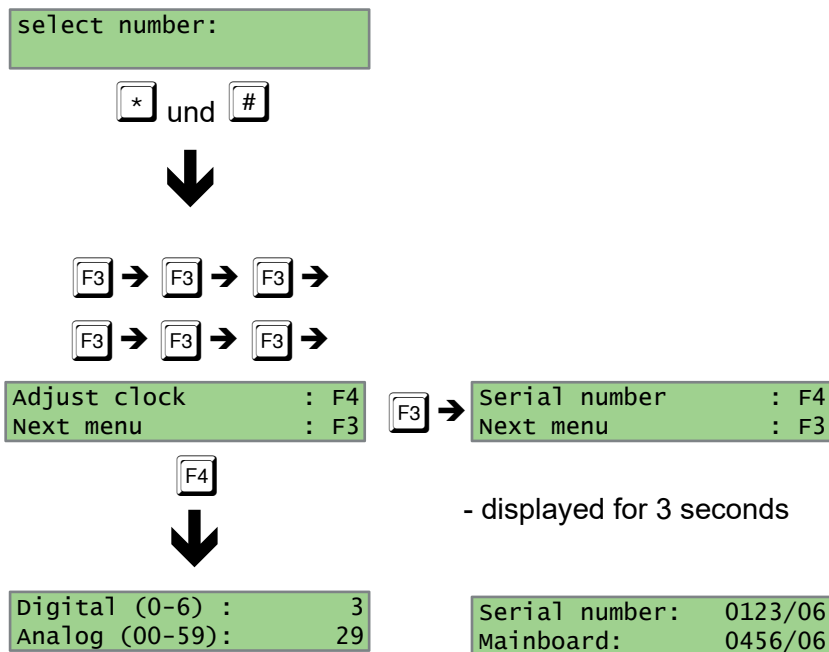 select number:
* und #
F3 → F3 → F3 →
F3 → F3 → F3 →
Adjust clock : F4
Next menu : F3
F3 →
Serial number : F4
Next menu : F3
F4
- displayed for 3 seconds
Digital (0-6) : 3
Analog (00-59): 29
Serial number: 0123/06
Mainboard: 0456/06